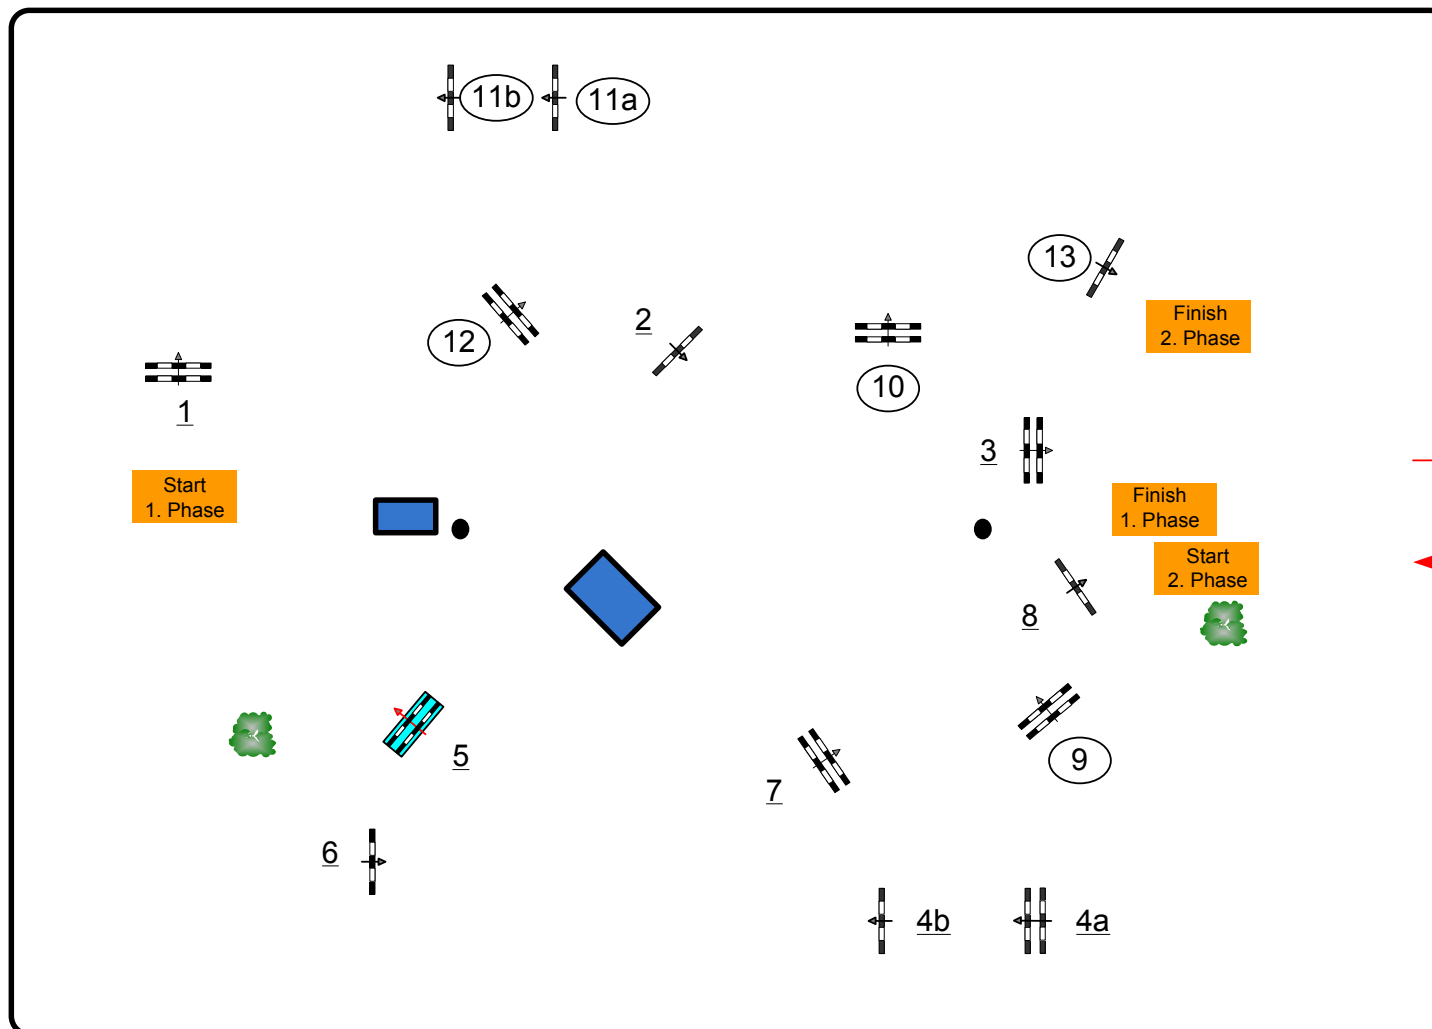 11b
11a
13
Finish
2. Phase
2
12
10
1
3
Start
1. Phase
Finish
1. Phase
Start
2. Phase
8
5
9
7
6
4b
4a